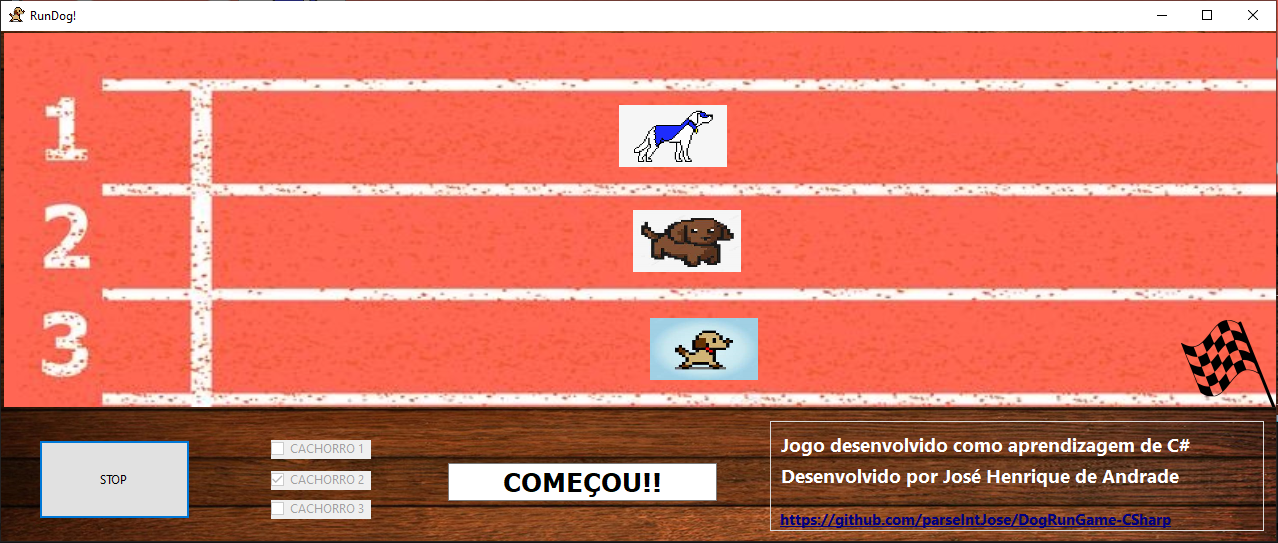 RunDog!
1
2
3
STOP
CACHORRO 1
CACHORRO 2
CACHORRO 3
COMEÇOU!!
Jogo desenvolvido como aprendizagem de C#
Desenvolvido por José Henrique de Andrade
https://github.com/parseIntJose/DogRunGame-CSharp